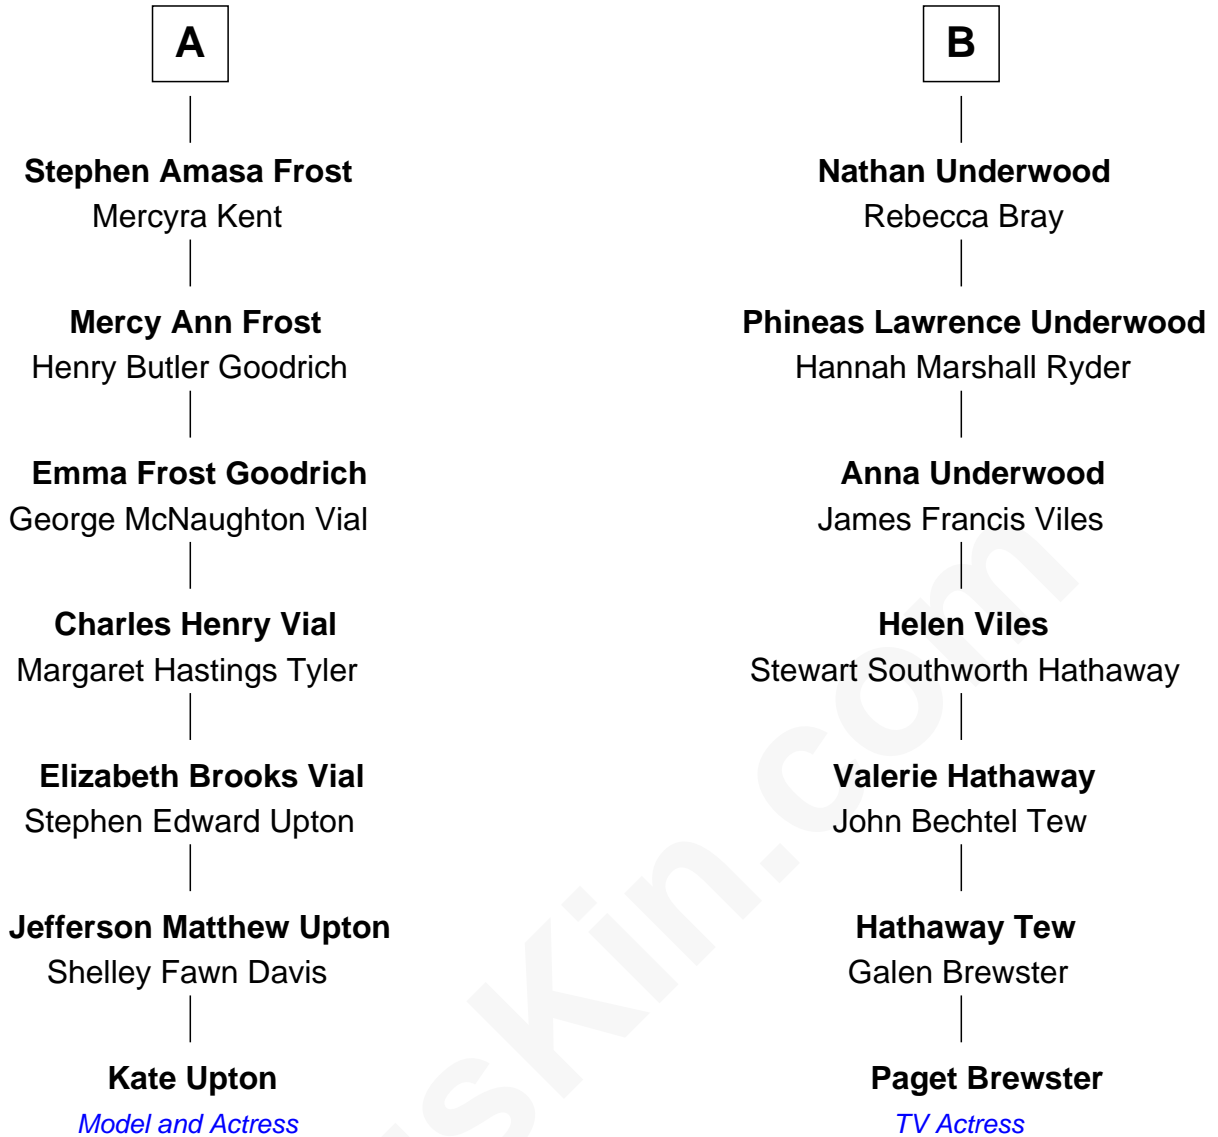 A
Stephen Amasa Frost
Mercyra Kent
Mercy Ann Frost
Henry Butler Goodrich
Emma Frost Goodrich
George McNaughton Vial
Charles Henry Vial
Margaret Hastings Tyler
Elizabeth Brooks Vial
Stephen Edward Upton
Jefferson Matthew Upton
Shelley Fawn Davis
Kate Upton
Model and Actress
B
Nathan Underwood
Rebecca Bray
Phineas Lawrence Underwood
Hannah Marshall Ryder
Anna Underwood
James Francis Viles
Helen Viles
Stewart Southworth Hathaway
Valerie Hathaway
John Bechtel Tew
Hathaway Tew
Galen Brewster
Paget Brewster
TV Actress
sKin.com